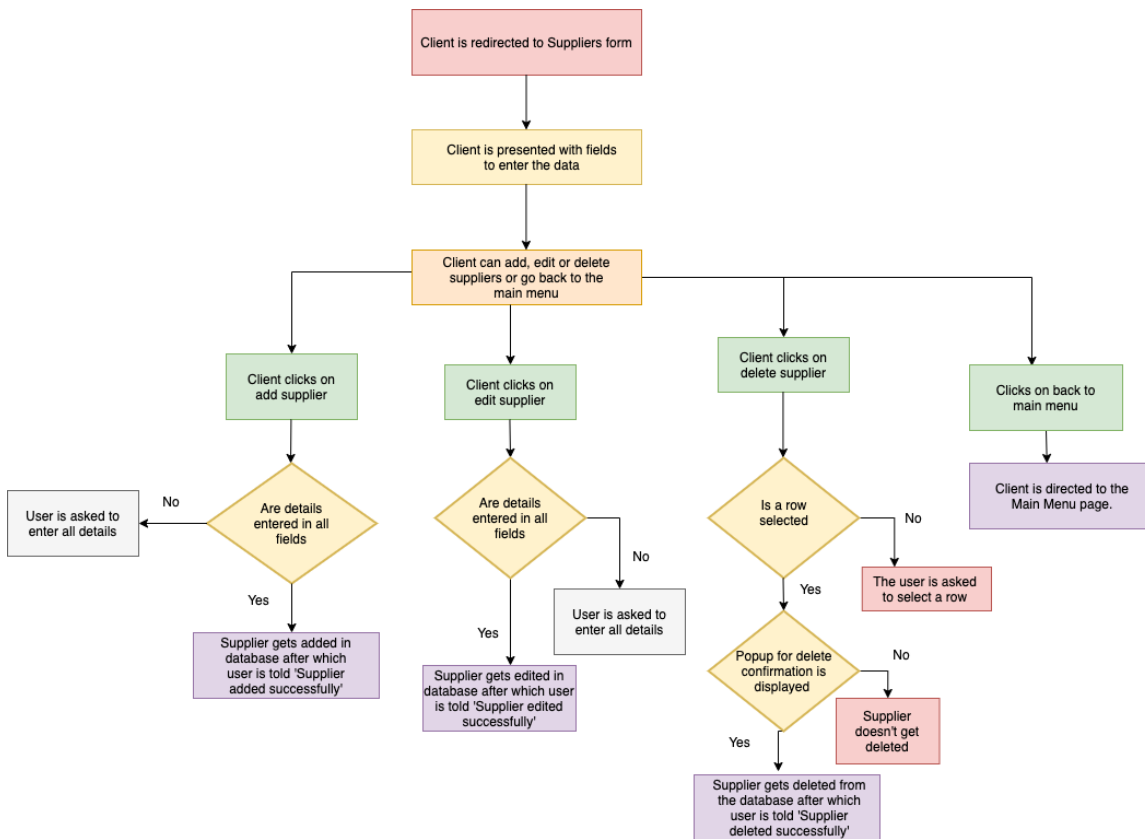 Client is redirected to Suppliers form
Client is presented with fields
to enter the data
Client can add, edit or delete
suppliers or go back to the
main menu
Client clicks on
add supplier
Client clicks on
edit supplier
Client clicks on
delete supplier
Clicks on back to
main menu
User is asked to
enter all details
No
Are details
entered in all
fields
Yes
Supplier gets added in
database after which
user is told 'Supplier
added successfully'
Are details
entered in all
fields
No
User is asked to
enter all details
Yes
Supplier gets edited in
database after which user
is told 'Supplier edited
successfully'
Is a row
selected
No
The user is asked
to select a row
Yes
Popup for delete
confirmation is
displayed
No
Supplier
doesn't get
deleted
Yes
Supplier gets deleted from
the database after which
user is told 'Supplier
deleted successfully'
Client is directed to the
Main Menu page.